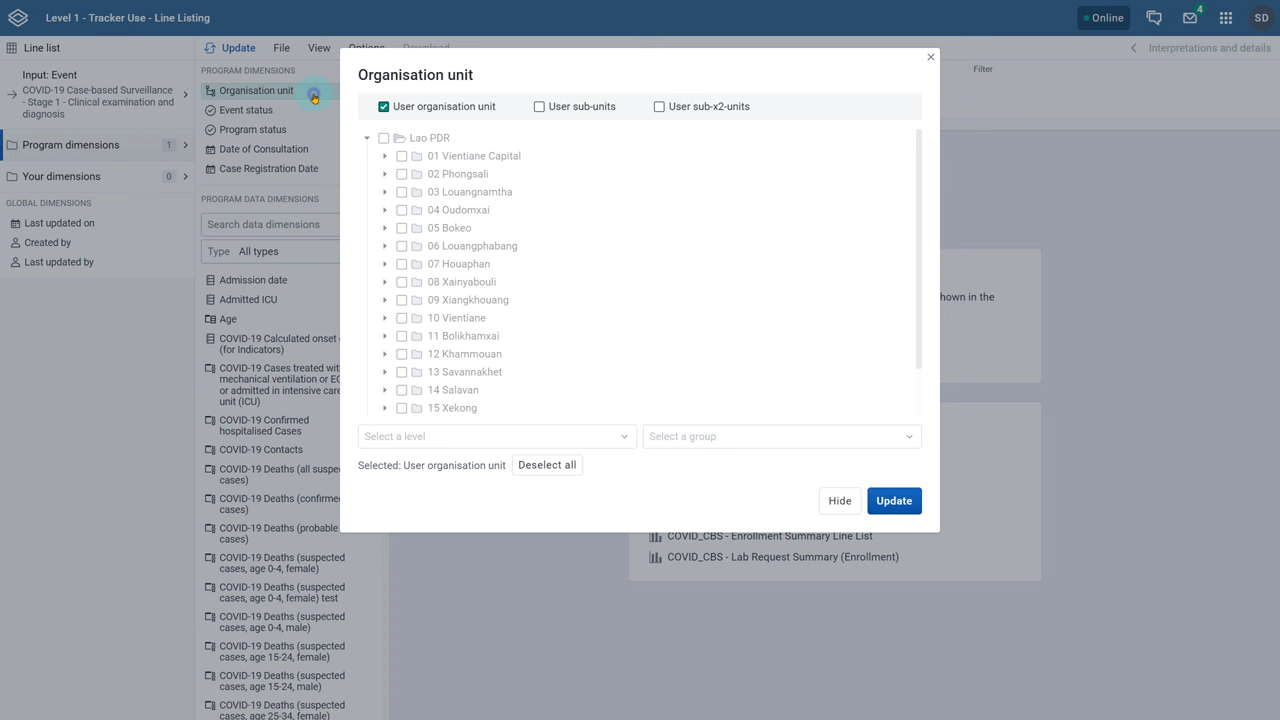 Level 1 - Tracker Use - Line Listing
Online
4
SD
Line list
Update
File
View
Options
Download
Interpretations and details
Input: Event
COVID-19 Case-based Surveillance
- Stage 1 - Clinical examination and
diagnosis
Program dimensions
1
Your dimensions
0
GLOBAL DIMENSIONS
Last updated on
Created by
Last updated by
PROGRAM DIMENSIONS
Organisation unit
Event status
Program status
Date of Consultation
Case Registration Date
PROGRAM DATA DIMENSIONS
Search data dimensions
Type All types
Admission date
Admitted ICU
Age
COVID-19 Calculated onset
(for Indicators)
COVID-19 Cases treated with
mechanical ventilation or EC
or admitted in intensive care
unit (ICU)
COVID-19 Confirmed
hospitalised Cases
COVID-19 Contacts
COVID-19 Deaths (all suspe
cases)
COVID-19 Deaths (confirme
cases)
COVID-19 Deaths (probable
cases)
COVID-19 Deaths (suspected
cases, age 0-4, female)
COVID-19 Deaths (suspected
cases, age 0-4, female) test
COVID-19 Deaths (suspected
cases, age 0-4, male)
COVID-19 Deaths (suspected
cases, age 15-24, female)
COVID-19 Deaths (suspected
cases, age 15-24, male)
COVID-19 Deaths (suspected
cases, age 25-34, female)
Filter
Organisation unit
User organisation unit
User sub-units
User sub-x2-units
Lao PDR
01 Vientiane Capital
02 Phongsali
03 Louangnamtha
04 Oudomxai
05 Bokeo
06 Louangphabang
07 Houaphan
08 Xainyabouli
09 Xiangkhouang
10 Vientiane
11 Bolikhamxai
12 Khammouan
13 Savannakhet
14 Salavan
15 Xekong
Select a level
Select a group
Selected: User organisation unit
Deselect all
Hide
Update
hown in the
COVID_CBS - Enrollment Summary Line List
COVID_CBS - Lab Request Summary (Enrollment)